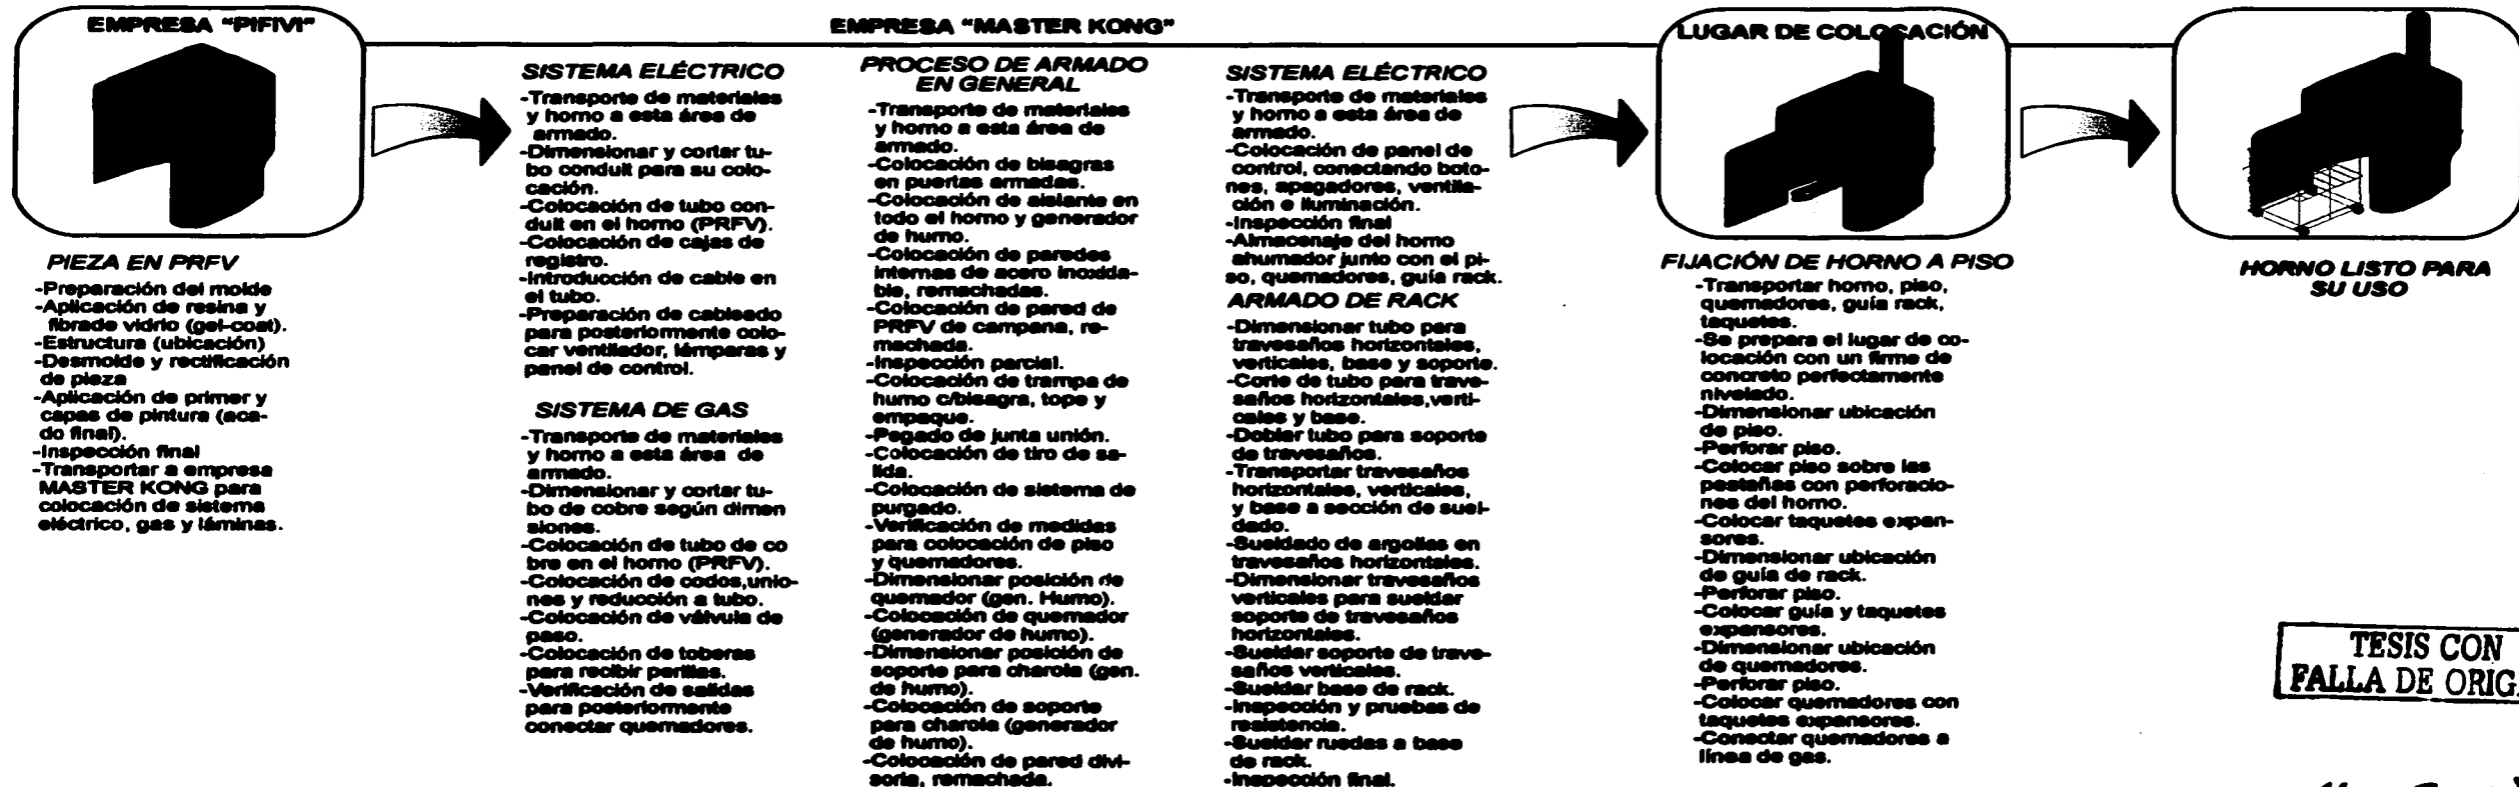 EMPRESA "PIFIVI"
PIEZA EN PRFV
-Preparación del molde
-Aplicación de resina y
fibrade vidrio (gel-coat).
-Estructura (ubicación)
-Desmolde y rectificación
de pieza
-Aplicación de primer y
capas de pintura (aca-
do final).
-Inspección final
-Transportar a empresa
MASTER KONG para
colocación de sistema
eléctrico, gas y láminas.
EMPRESA "MASTER KONG"
SISTEMA ELÉCTRICO
-Transporte de materiales
y horno a esta área de
armado.
-Dimensionar y cortar tu-
bo conduit para su colo-
cación.
-Colocación de tubo con-
duit en el horno (PRFV).
-Colocación de cajas de
registro.
-Introducción de cable en
el tubo.
-Preparación de cableado
para posteriormente colo-
car ventilador, lámparas y
panel de control.
SISTEMA DE GAS
-Transporte de materiales
y horno a esta área de
armado.
-Dimensionar y cortar tu-
bo de cobre según dimen
siones.
-Colocación de tubo de co
bre en el horno (PRFV).
-Colocación de codos,unio-
nes y reducción a tubo.
-Colocación de válvula de
paso.
-Colocación de toberas
para recibir perillas.
-Verificación de salidas
para posteriormente
conectar quemadores.
PROCESO DE ARMADO
EN GENERAL
-Transporte de materiales
y horno a esta área de
armado.
-Colocación de bisagras
en puertas armadas.
-Colocación de aislante en
todo el horno y generador
de humo.
-Colocación de paredes
internas de acero inoxida-
ble, remachadas.
-Colocación de pared de
PRFV de campana, re-
machada.
-Inspección parcial.
-Colocación de trampa de
humo c/bisagra, tope y
empaque.
-Pegado de junta unión.
-Colocación de tiro de sa-
lida.
-Colocación de sistema de
purgado.
-Verificación de medidas
para colocación de piso
y quemadores.
-Dimensionar posición de
quemador (gen. Humo).
-Colocación de quemador
(generador de humo).
-Dimensionar posición de
soporte para charola (gen.
de humo).
-Colocación de soporte
para charola (generador
de humo).
-Colocación de pared divi-
soria, remachada.
SISTEMA ELÉCTRICO
-Transporte de materiales
y horno a esta área de
armado.
-Colocación de panel de
control, conectando boto-
nes, apagadores, ventila-
ción e iluminación.
-Inspección final
-Almacenaje del horno
ahumador junto con el pi-
so, quemadores, guía rack.
ARMADO DE RACK
-Dimensionar tubo para
travesaños horizontales,
verticales, base y soporte.
-Corte de tubo para trave-
saños horizontales,verti-
cales y base.
-Doblar tubo para soporte
de travesaños.
-Transportar travesaños
horizontales, verticales,
y base a sección de suel-
dado.
-Sueldado de argollas en
travesaños horizontales.
-Dimensionar travesaños
verticales para sueldar
soporte de travesaños
horizontales.
-Sueldar soporte de trave-
saños verticales.
-Sueldar base de rack.
-Inspección y pruebas de
resistencia.
-Sueldar ruedas a base
de rack.
-Inspección final.
LUGAR DE COLOCACIÓN
FIJACIÓN DE HORNO A PISO
-Transportar horno, piso,
quemadores, guía rack,
taquetes.
-Se prepara el lugar de co-
locación con un firme de
concreto perfectamente
nivelado.
-Dimensionar ubicación
de piso.
-Perforar piso.
-Colocar piso sobre las
pestañas con perforacio-
nes del horno.
-Colocar taquetes expan-
sores.
-Dimensionar ubicación
de guía de rack.
-Perforar piso.
-Colocar guía y taquetes
expansores.
-Dimensionar ubicación
de quemadores.
-Perforar piso.
-Colocar quemadores con
taquetes expansores.
-Conectar quemadores a
línea de gas.
HORNO LISTO PARA
SU USO
TESIS CON
FALLA DE ORIG